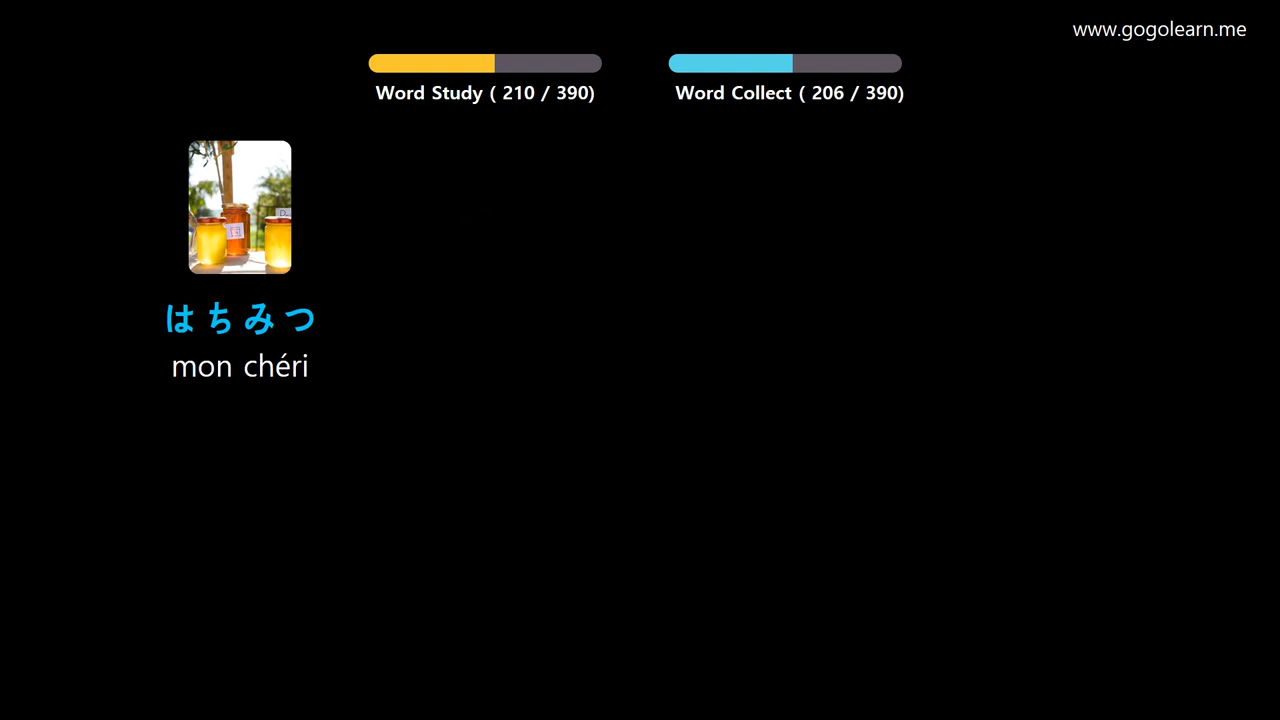 www.gogolearn.me
Word Study ( 210 / 390)
Word Collect ( 206 / 390)
はちみつ
mon chéri